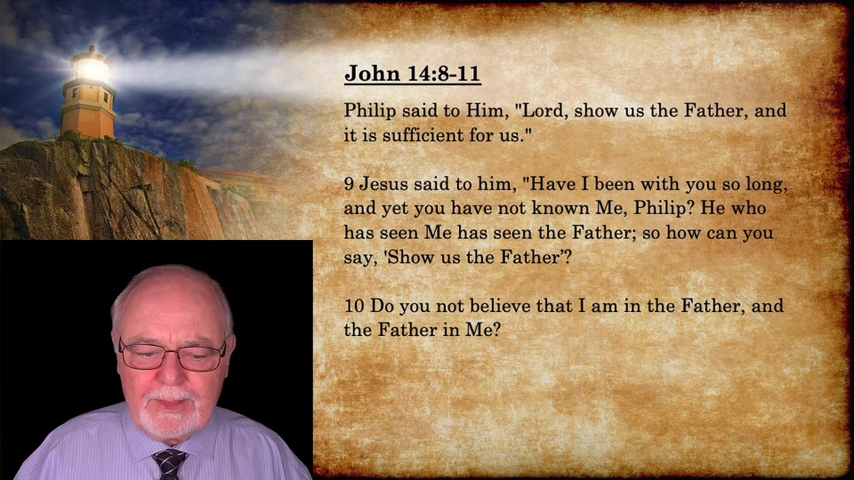 John 14:8-11
Philip said to Him, "Lord, show us the Father, and
it is sufficient for us."
9 Jesus said to him, "Have I been with you so long,
and yet you have not known Me, Philip? He who
has seen Me has seen the Father; so how can you
say, 'Show us the Father'?
10 Do you not believe that I am in the Father, and
the Father in Me?